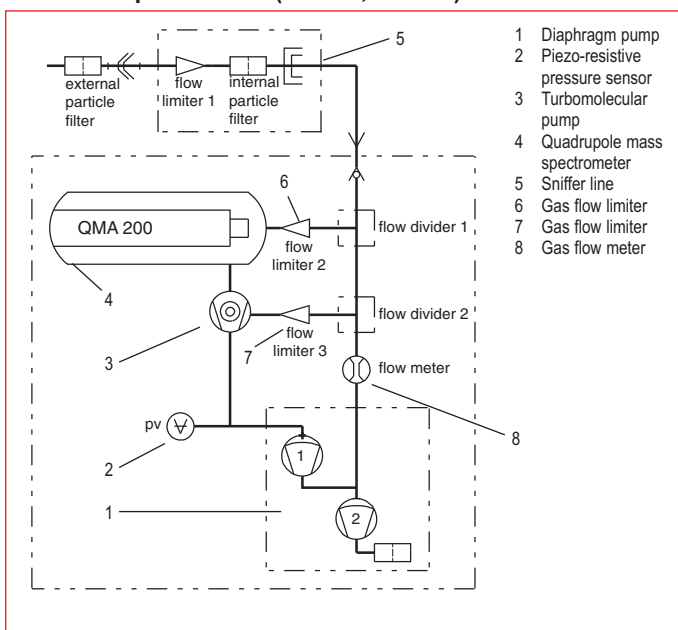 5
external
particle
filter
flow
limiter 1
internal
particle
filter
6
QMA 200
flow
limiter 2
flow divider 1
4
3
7
flow
limiter 3
flow divider 2
flow meter
8
pv
2
1
1
2
1 Diaphragm pump
2 Piezo-resistive
pressure sensor
3 Turbomolecular
pump
4 Quadrupole mass
spectrometer
5 Sniffer line
6 Gas flow limiter
7 Gas flow limiter
8 Gas flow meter